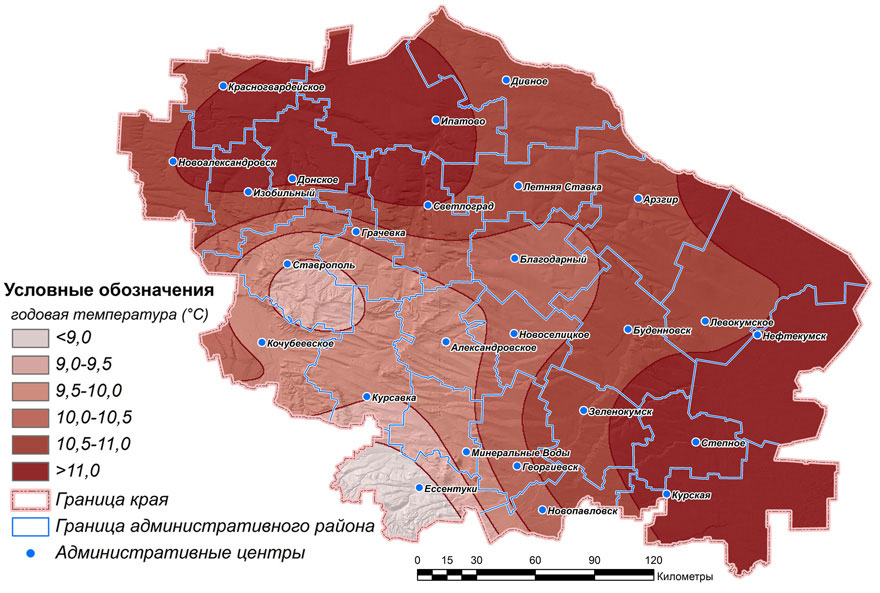 Дивное
Красногвардейское
Ипатово
Новоалександровск
Донское
Изобильный
Летняя Ставка
Арзгир
Светлоград
Грачевка
Ставрополь
Благодарный
Условные обозначения
годовая температура (°C)
<9,0
9,0-9,5
9,5-10,0
10,0-10,5
10,5-11,0
>11,0
Граница края
Граница административного района
Административные центры
Левокумское
Буденновск
Нефтекумск
Новоселицкое
Кочубеевское
Александровское
Курсавка
Зеленокумск
Степное
Минеральные Воды
Георгиевск
Ессентуки
Курская
Новопавловск
0 15 30 60 90 120
Километры